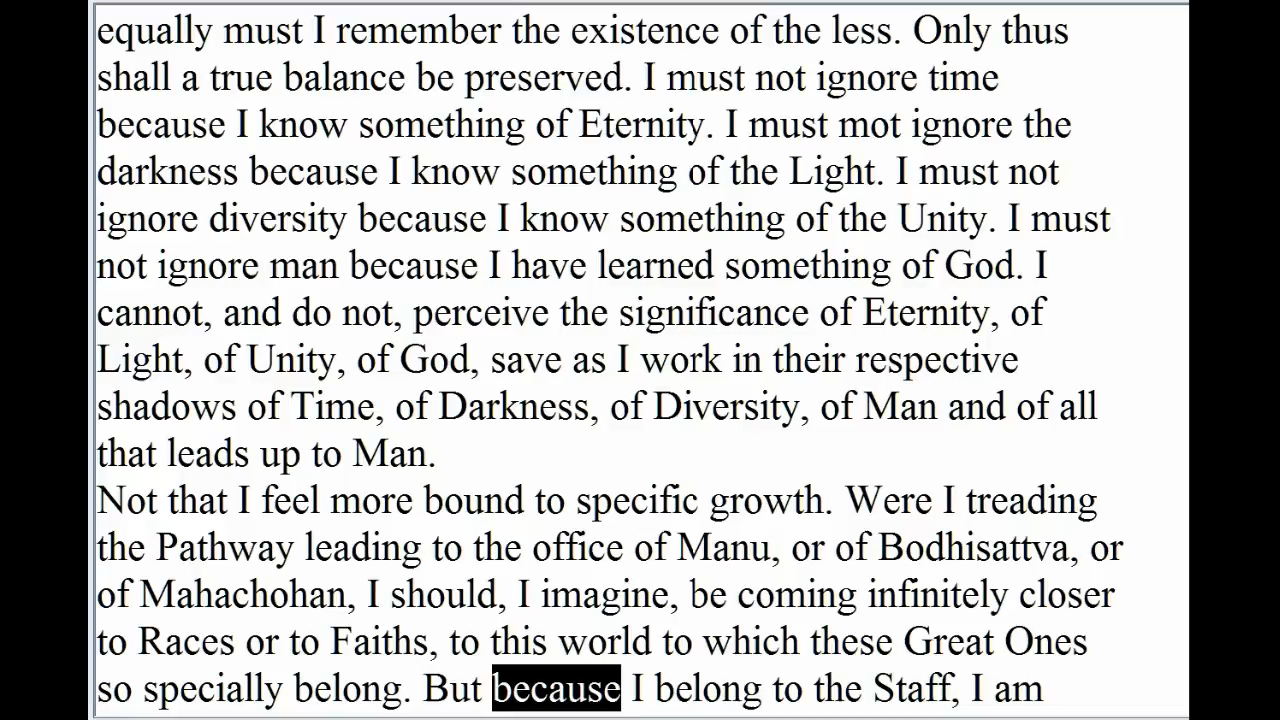 equally must I remember the existence of the less. Only thus
shall a true balance be preserved. I must not ignore time
because I know something of Eternity. I must mot ignore the
darkness because I know something of the Light. I must not
ignore diversity because I know something of the Unity. I must
not ignore man because I have learned something of God. I
cannot, and do not, perceive the significance of Eternity, of
Light, of Unity, of God, save as I work in their respective
shadows of Time, of Darkness, of Diversity, of Man and of all
that leads up to Man.
Not that I feel more bound to specific growth. Were I treading
the Pathway leading to the office of Manu, or of Bodhisattva, or
of Mahachohan, I should, I imagine, be coming infinitely closer
to Races or to Faiths, to this world to which these Great Ones
so specially belong. But because I belong to the Staff, I am